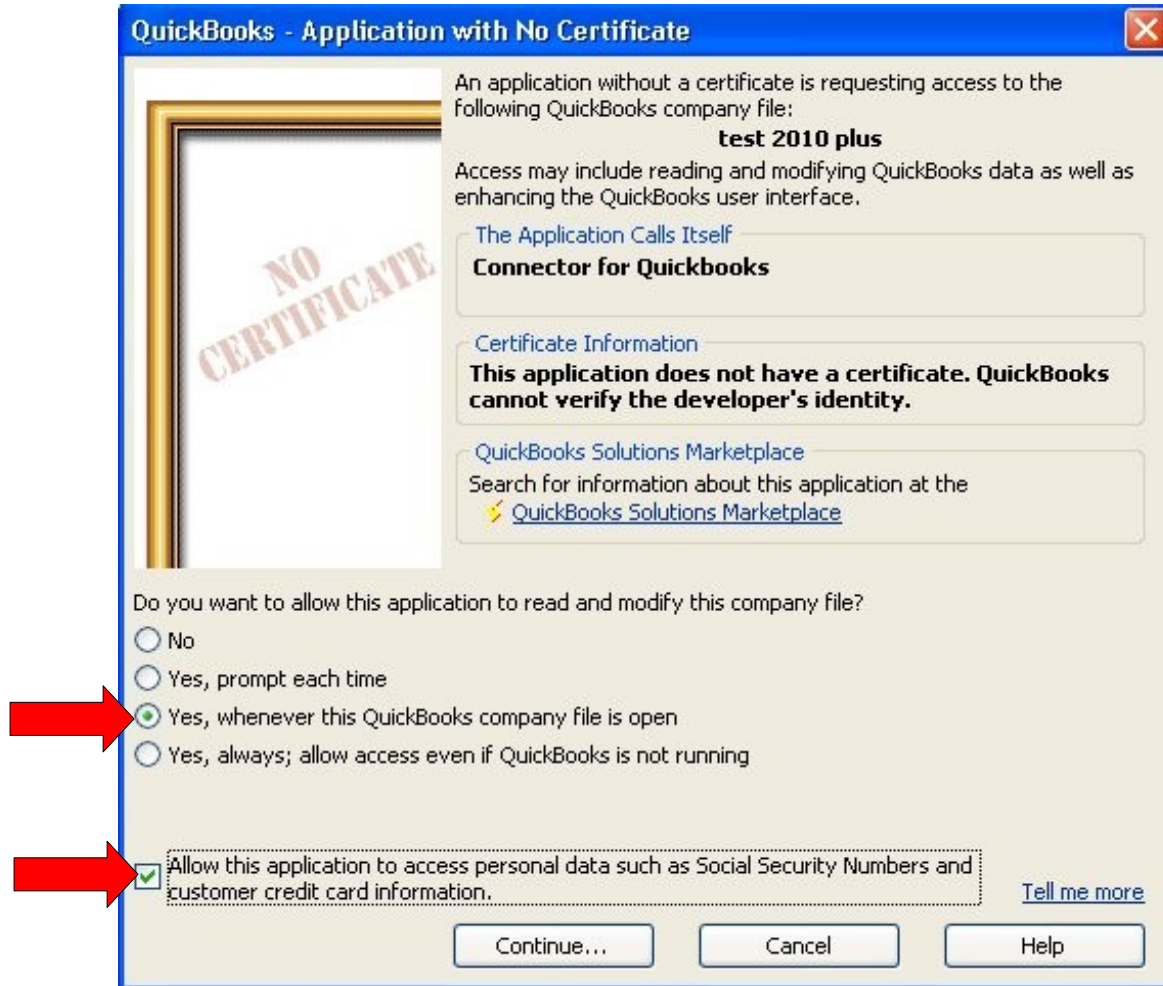 QuickBooks - Application with No Certificate
An application without a certificate is requesting access to the
following QuickBooks company file:
test 2010 plus
Access may include reading and modifying QuickBooks data as well as
enhancing the QuickBooks user interface.
NO
CERTIFICATE
The Application Calls Itself
Connector for Quickbooks
Certificate Information
This application does not have a certificate. QuickBooks
cannot verify the developer's identity.
QuickBooks Solutions Marketplace
Search for information about this application at the
QuickBooks Solutions Marketplace
Do you want to allow this application to read and modify this company file?
No
Yes, prompt each time
Yes, whenever this QuickBooks company file is open
Yes, always; allow access even if QuickBooks is not running
Allow this application to access personal data such as Social Security Numbers and
customer credit card information.
Tell me more
Continue...
Cancel
Help